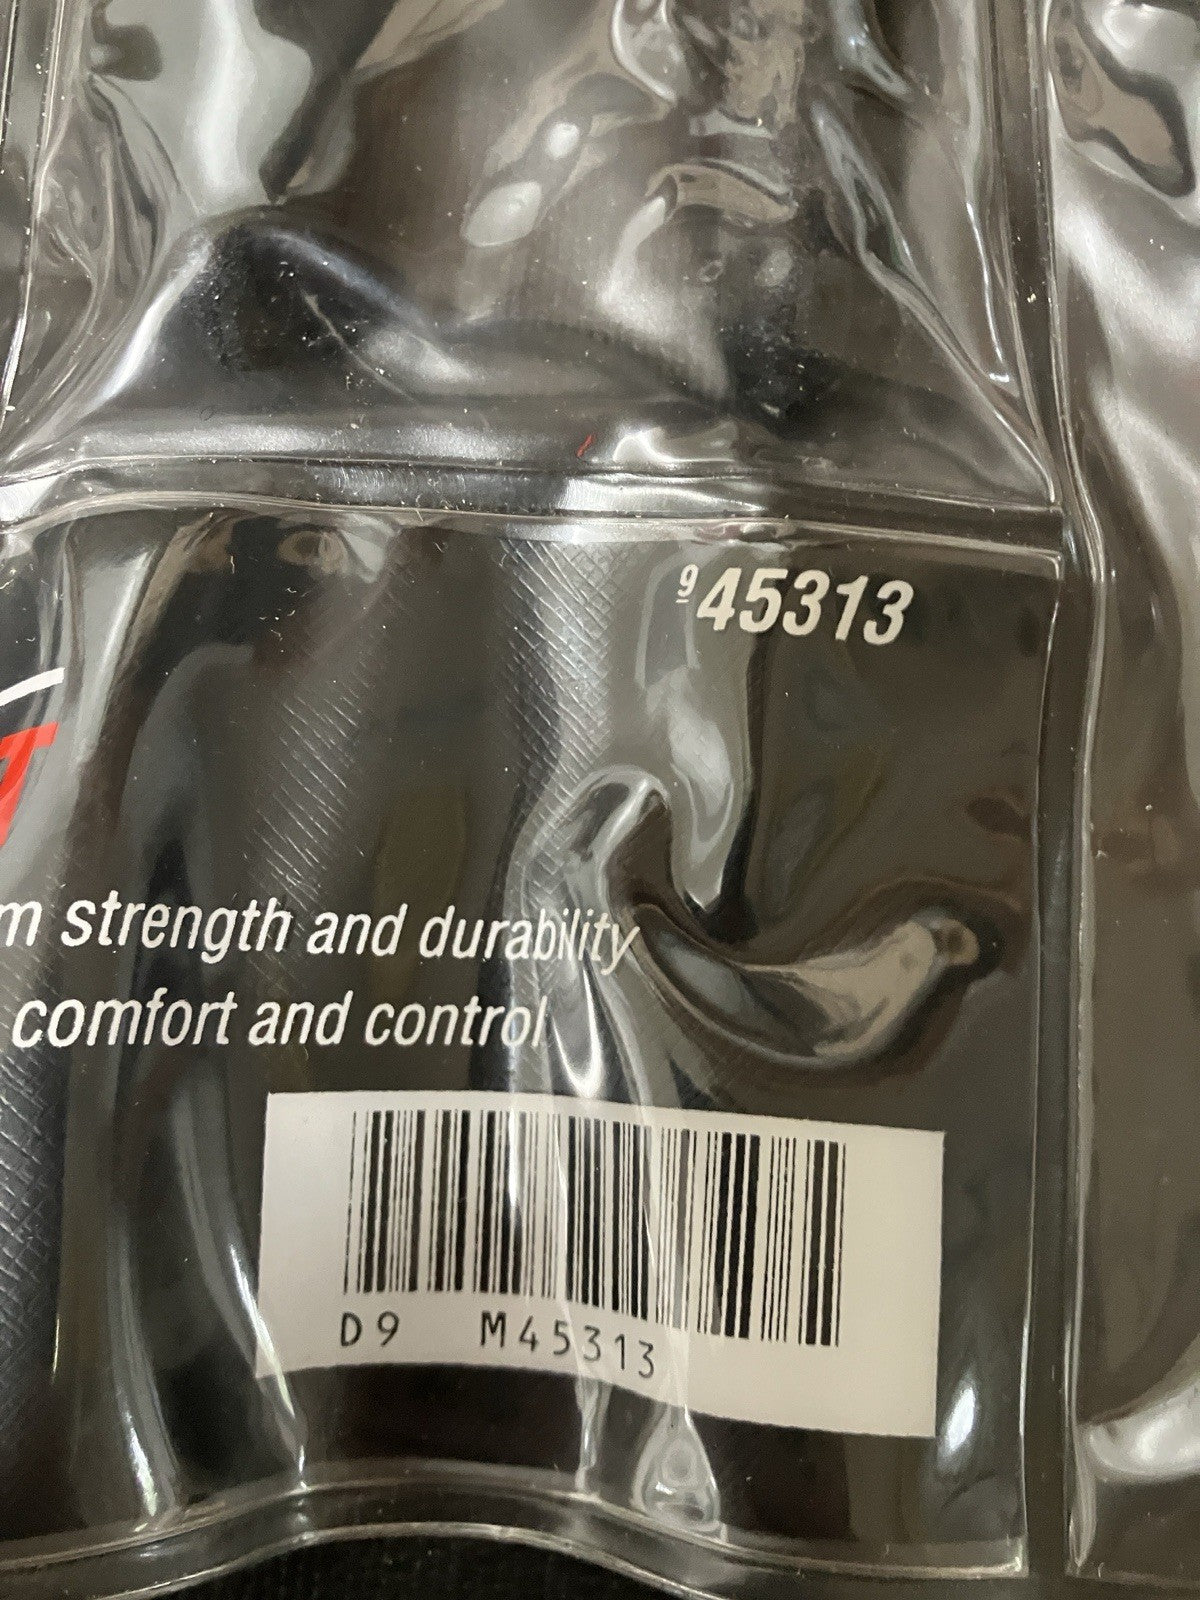 945313
m strength and durability
comfort and control
D9 M45313